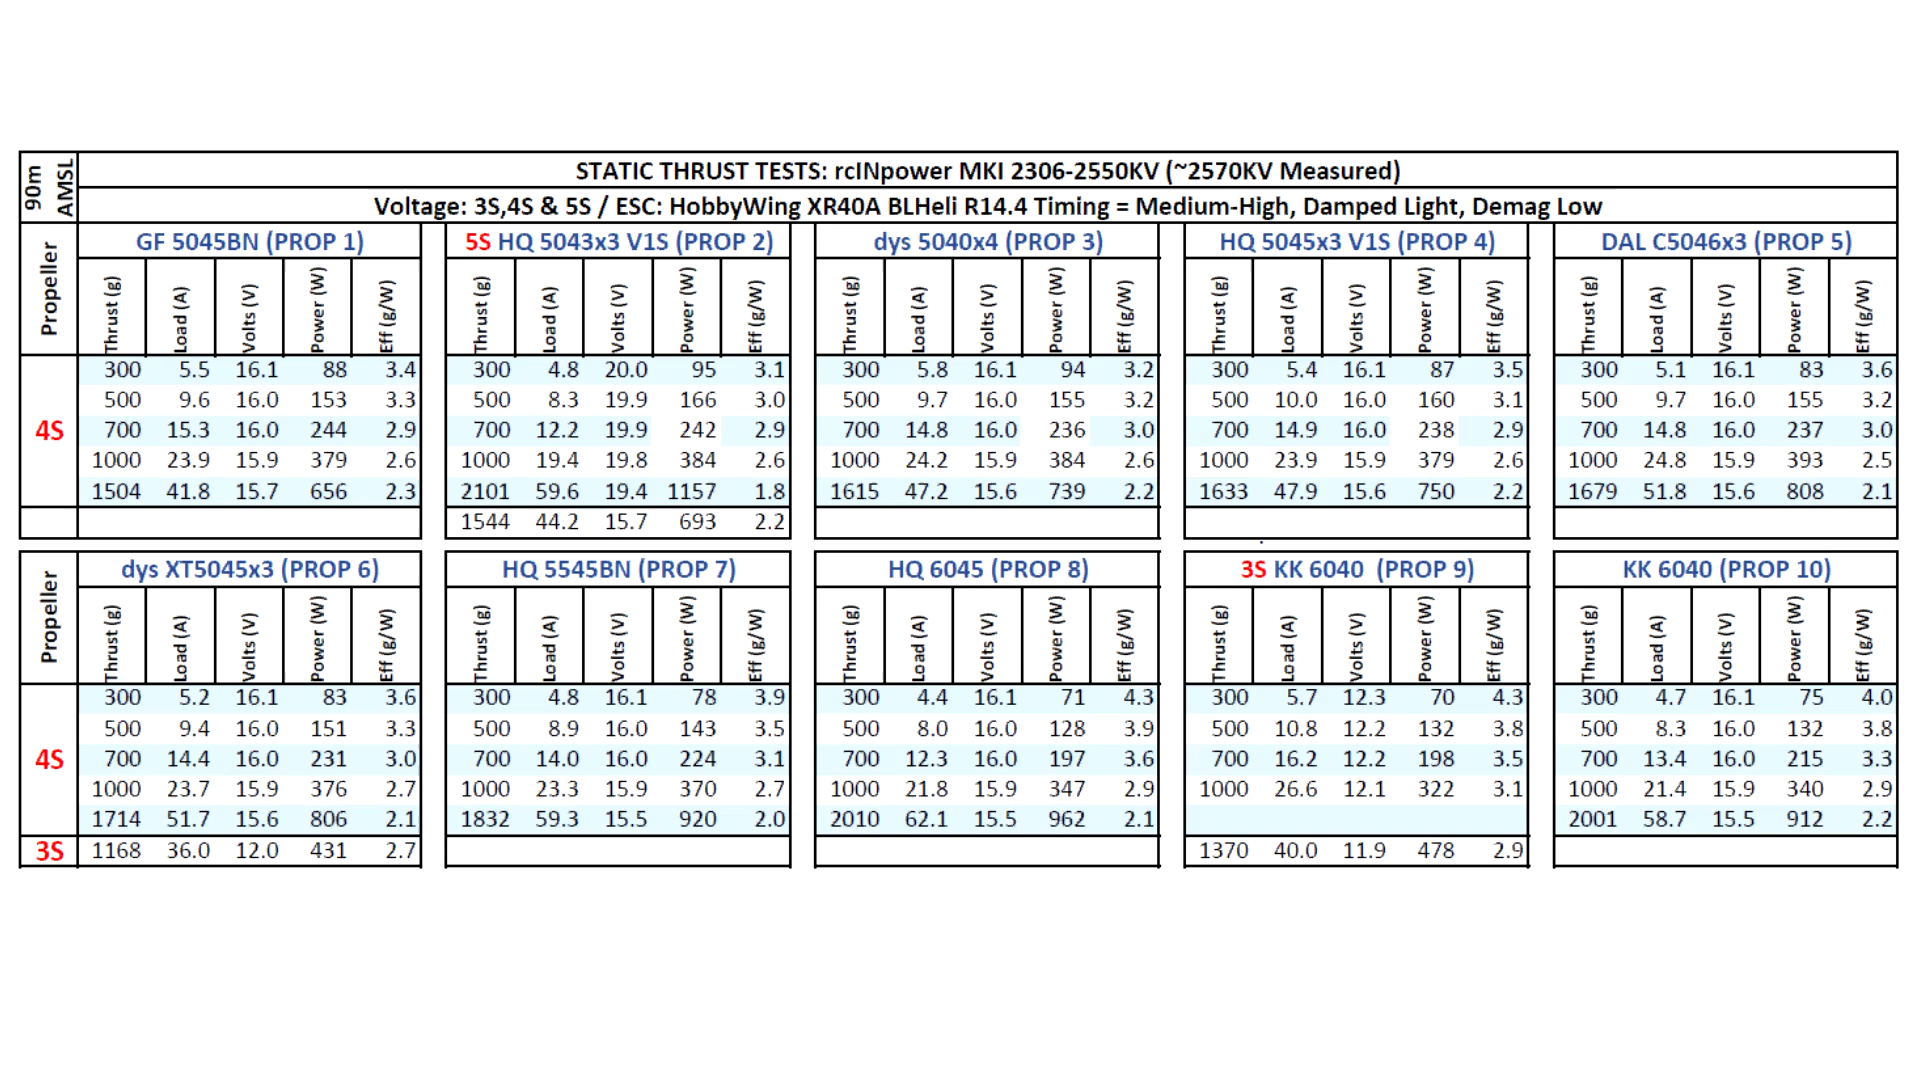 90m AMSL
STATIC THRUST TESTS: rcINpower MKI 2306-2550KV (~2570KV Measured)
Voltage: 3S,4S & 5S / ESC: HobbyWing XR40A BLHeli R14.4 Timing = Medium-High, Damped Light, Demag Low
Propeller GF 5045BN (PROP 1) 5S HQ 5043x3 V1S (PROP 2) dys 5040x4 (PROP 3) HQ 5045x3 V1S (PROP 4) DAL C5046x3 (PROP 5)
Thrust (g) Load (A) Volts (V) Power (W) Eff (g/W) Thrust (g) Load (A) Volts (V) Power (W) Eff (g/W) Thrust (g) Load (A) Volts (V) Power (W) Eff (g/W) Thrust (g) Load (A) Volts (V) Power (W) Eff (g/W) Thrust (g) Load (A) Volts (V) Power (W) Eff (g/W)
300 5.5 16.1 88 3.4 300 4.8 20.0 95 3.1 300 5.8 16.1 94 3.2 300 5.4 16.1 87 3.5 300 5.1 16.1 83 3.6
500 9.6 16.0 153 3.3 500 8.3 19.9 166 3.0 500 9.7 16.0 155 3.2 500 10.0 16.0 160 3.1 500 9.7 16.0 155 3.2
4S 700 15.3 16.0 244 2.9 700 12.2 19.9 242 2.9 700 14.8 16.0 236 3.0 700 14.9 16.0 238 2.9 700 14.8 16.0 237 3.0
1000 23.9 15.9 379 2.6 1000 19.4 19.8 384 2.6 1000 24.2 15.9 384 2.6 1000 23.9 15.9 379 2.6 1000 24.8 15.9 393 2.5
1504 41.8 15.7 656 2.3 2101 59.6 19.4 1157 1.8 1615 47.2 15.6 739 2.2 1633 47.9 15.6 750 2.2 1679 51.8 15.6 808 2.1
1544 44.2 15.7 693 2.2
Propeller dys XT5045x3 (PROP 6) HQ 5545BN (PROP 7) HQ 6045 (PROP 8) 3S KK 6040 (PROP 9) KK 6040 (PROP 10)
Thrust (g) Load (A) Volts (V) Power (W) Eff (g/W) Thrust (g) Load (A) Volts (V) Power (W) Eff (g/W) Thrust (g) Load (A) Volts (V) Power (W) Eff (g/W) Thrust (g) Load (A) Volts (V) Power (W) Eff (g/W) Thrust (g) Load (A) Volts (V) Power (W) Eff (g/W)
300 5.2 16.1 83 3.6 300 4.8 16.1 78 3.9 300 4.4 16.1 71 4.3 300 5.7 12.3 70 4.3 300 4.7 16.1 75 4.0
500 9.4 16.0 151 3.3 500 8.9 16.0 143 3.5 500 8.0 16.0 128 3.9 500 10.8 12.2 132 3.8 500 8.3 16.0 132 3.8
4S 700 14.4 16.0 231 3.0 700 14.0 16.0 224 3.1 700 12.3 16.0 197 3.6 700 16.2 12.2 198 3.5 700 13.4 16.0 215 3.3
1000 23.7 15.9 376 2.7 1000 23.3 15.9 370 2.7 1000 21.8 15.9 347 2.9 1000 26.6 12.1 322 3.1 1000 21.4 15.9 340 2.9
1714 51.7 15.6 806 2.1 1832 59.3 15.5 920 2.0 2010 62.1 15.5 962 2.1 2001 58.7 15.5 912 2.2
3S 1168 36.0 12.0 431 2.7 1370 40.0 11.9 478 2.9